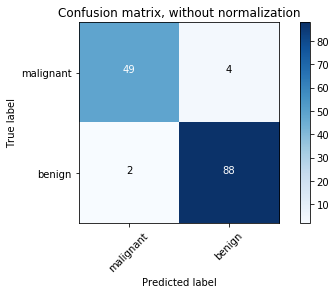 Confusion matrix, without normalization
malignant
49
4
benign
2
88
malignant
benign
True label
Predicted label
80
70
60
50
40
30
20
10